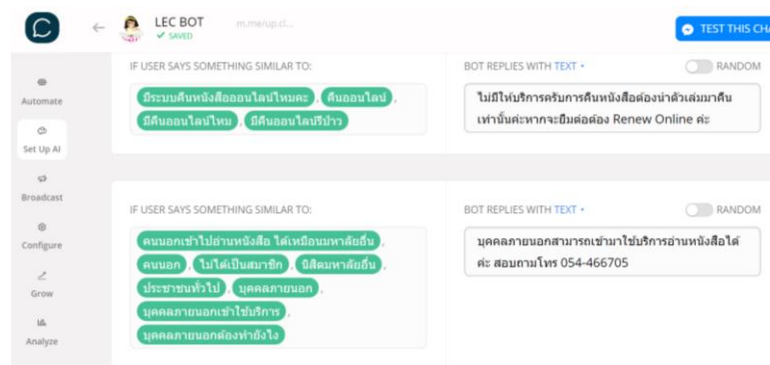 LEC BOT
m.me/up.cl...
SAVED
TEST THIS CHA
Automate
Set Up AI
Broadcast
Configure
Grow
Analyze
IF USER SAYS SOMETHING SIMILAR TO:
มีระบบคืนหนังสือออนไลน์ไหมคะ , คืนออนไลน์ ,
มีคืนออนไลน์ไหม , มีคืนออนไลน์รึป่าว
BOT REPLIES WITH TEXT
RANDOM
ไม่มีให้บริการครับการคืนหนังสือต้องนำตัวเล่มมาคืน
เท่านั้นค่ะหากจะยืมต่อต้อง Renew Online ค่ะ
IF USER SAYS SOMETHING SIMILAR TO:
คนนอกเข้าไปอ่านหนังสือ ได้เหมือนมหาลัยอื่น ,
คนนอก , ไม่ได้เป็นสมาชิก , นิสิตมหาลัยอื่น ,
ประชาชนทั่วไป , บุคคลภายนอก ,
บุคคลภายนอกเข้าใช้บริการ ,
บุคคลภายนอกต้องทำยังไง
BOT REPLIES WITH TEXT
RANDOM
บุคคลภายนอกสามารถเข้ามาใช้บริการอ่านหนังสือได้
ค่ะ สอบถามโทร 054-466705